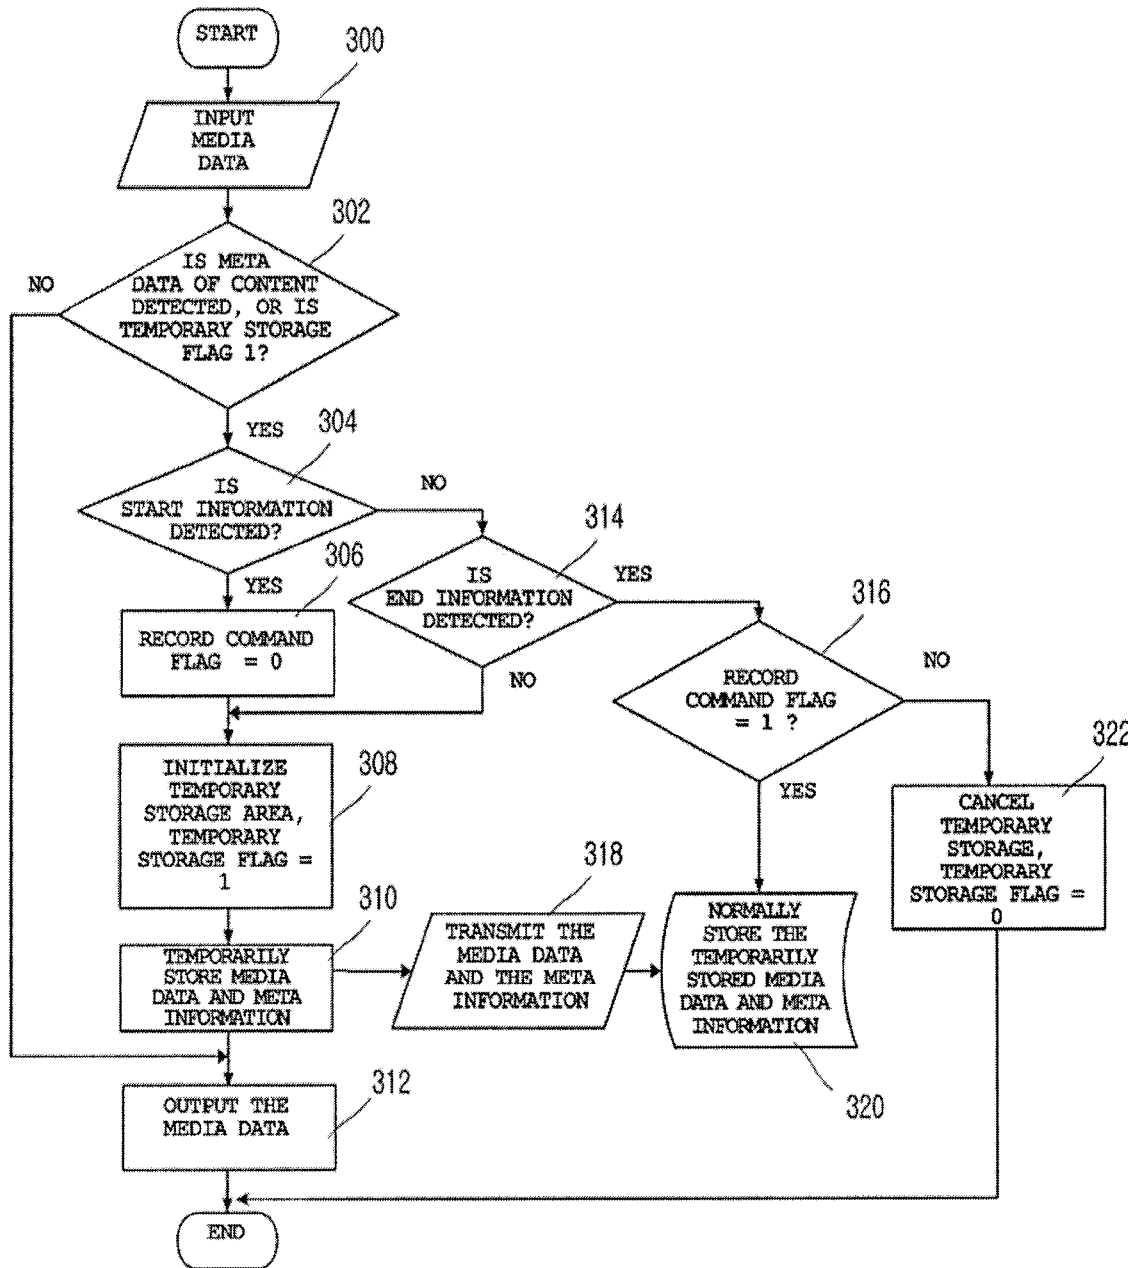 START
300
INPUT
MEDIA
DATA
302
IS META
DATA OF CONTENT
DETECTED, OR IS
TEMPORARY STORAGE
FLAG 1?
NO
YES
304
IS
START INFORMATION
DETECTED?
NO
YES
314
IS
END INFORMATION
DETECTED?
YES
NO
306
RECORD COMMAND
FLAG = 0
316
RECORD
COMMAND FLAG
= 1 ?
NO
YES
322
CANCEL
TEMPORARY
STORAGE,
TEMPORARY
STORAGE FLAG =
0
308
INITIALIZE
TEMPORARY
STORAGE AREA,
TEMPORARY
STORAGE FLAG =
1
310
TEMPORARILY
STORE MEDIA
DATA AND META
INFORMATION
318
TRANSMIT THE
MEDIA DATA
AND THE META
INFORMATION
NORMALLY
STORE THE
TEMPORARILY
STORED MEDIA
DATA AND META
INFORMATION
320
312
OUTPUT THE
MEDIA DATA
END